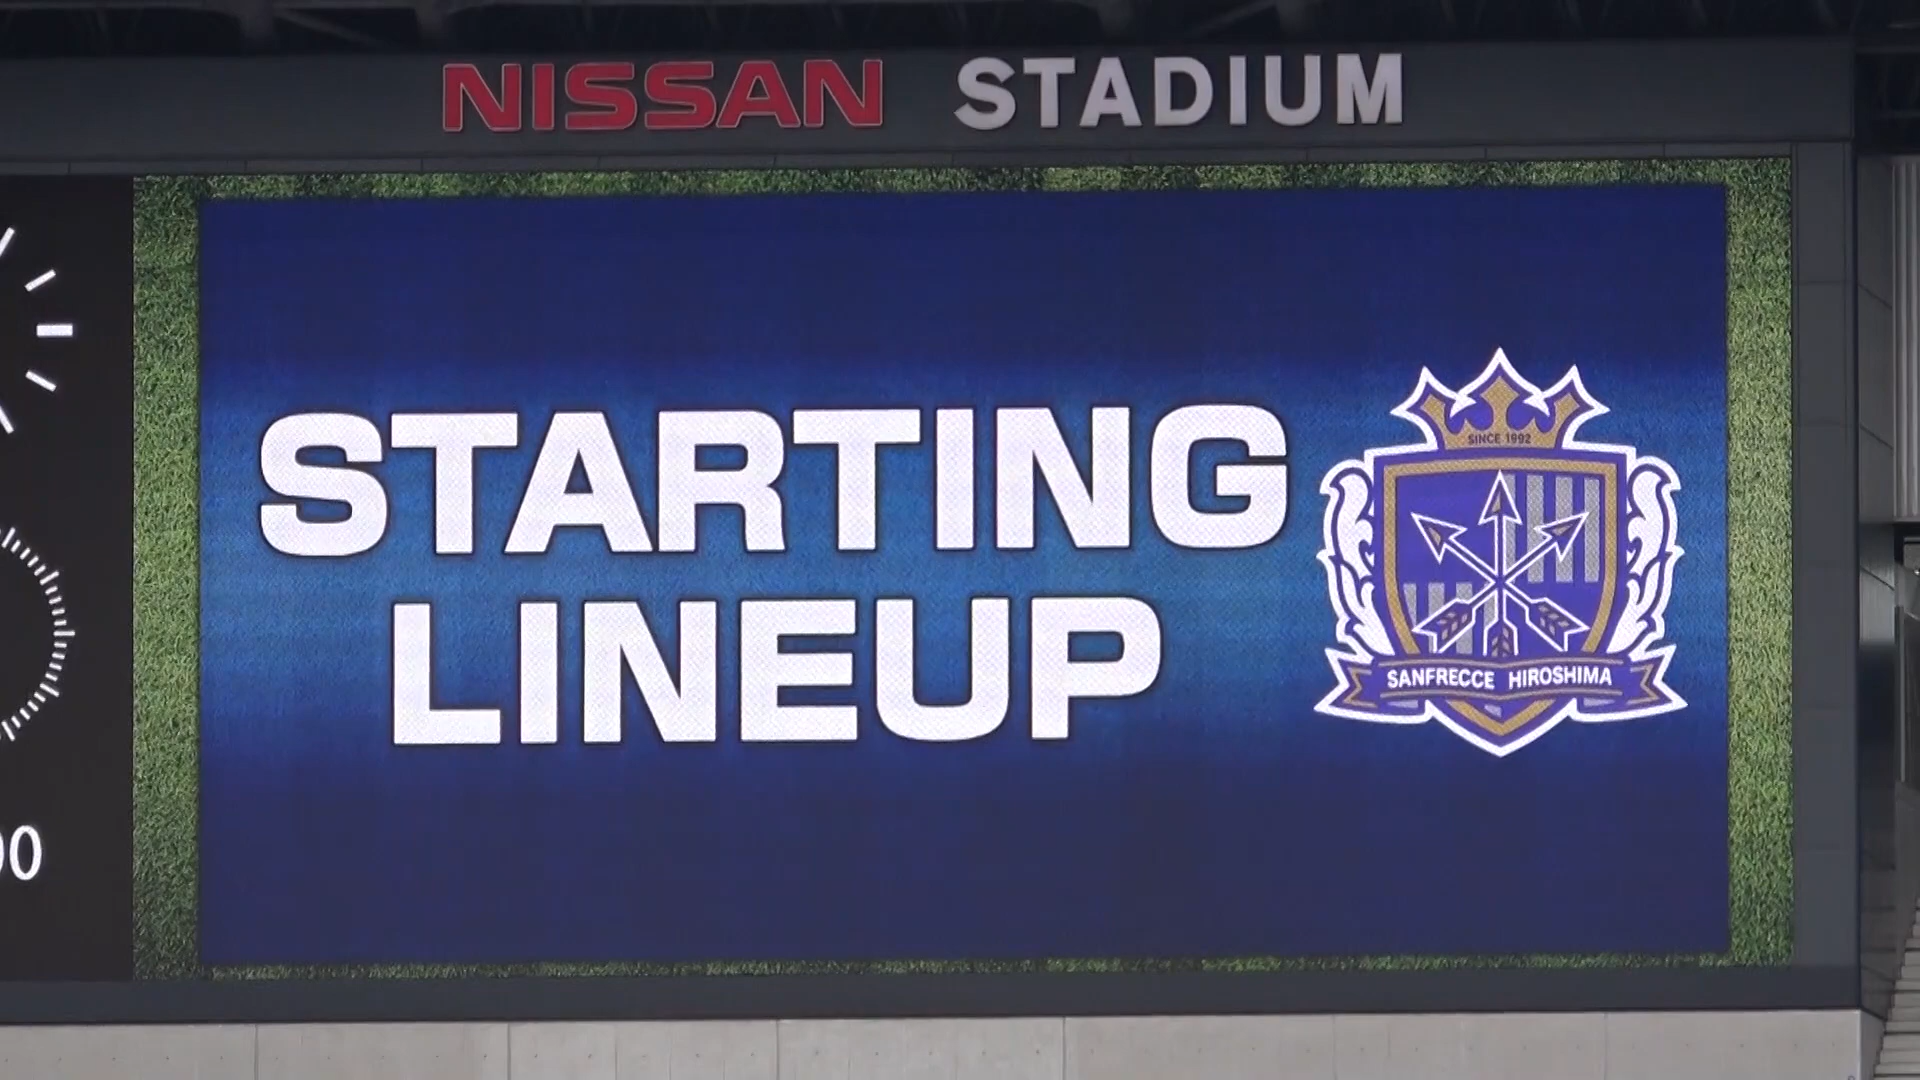 NISSAN STADIUM
STARTING
LINEUP
SINCE 1992
SANFRECCE HIROSHIMA